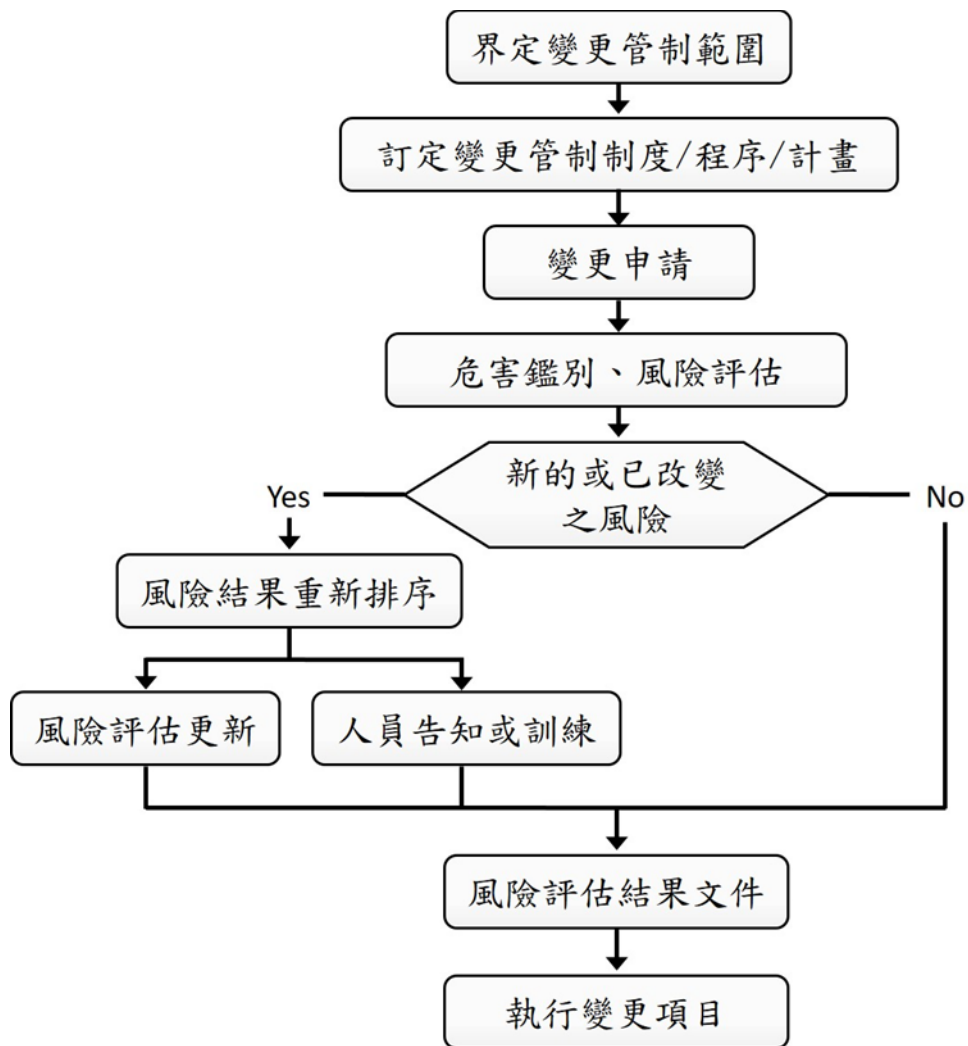 界定變更管制範圍
訂定變更管制制度/程序/計畫
變更申請
危害鑑別、風險評估
新的或已改變
之風險
Yes
No
風險結果重新排序
風險評估更新
人員告知或訓練
風險評估結果文件
執行變更項目